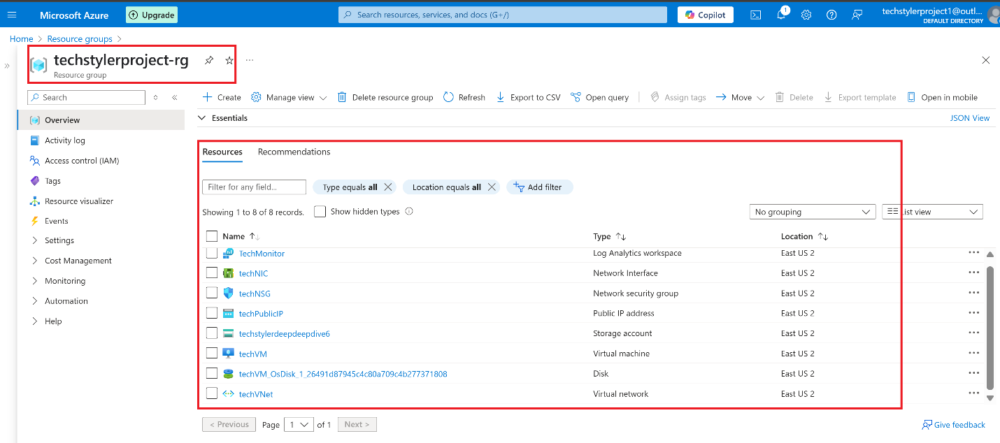 Microsoft Azure
Upgrade
Search resources, services, and docs (G+/)
Copilot
1
techstylerproject1@outl...
DEFAULT DIRECTORY
Home > Resource groups >
techstylerproject-rg
Resource group
Search
Create
Manage view
Delete resource group
Refresh
Export to CSV
Open query
Assign tags
Move
Delete
Export template
Open in mobile
Overview
Activity log
Access control (IAM)
Tags
Resource visualizer
Events
Settings
Cost Management
Monitoring
Automation
Help
Essentials
JSON View
Resources Recommendations
Filter for any field...
Type equals all
Location equals all
Add filter
Showing 1 to 8 of 8 records.
Show hidden types
No grouping
ist view
Name Type Location
TechMonitor Log Analytics workspace East US 2
techNIC Network Interface East US 2
techNSG Network security group East US 2
techPublicIP Public IP address East US 2
techstylerdeepdeepdive6 Storage account East US 2
techVM Virtual machine East US 2
techVM_OsDisk_1_26491d87945c4c80a709c4b277371808 Disk East US 2
techVNet Virtual network East US 2
< Previous Page 1 of 1 Next >
Give feedback